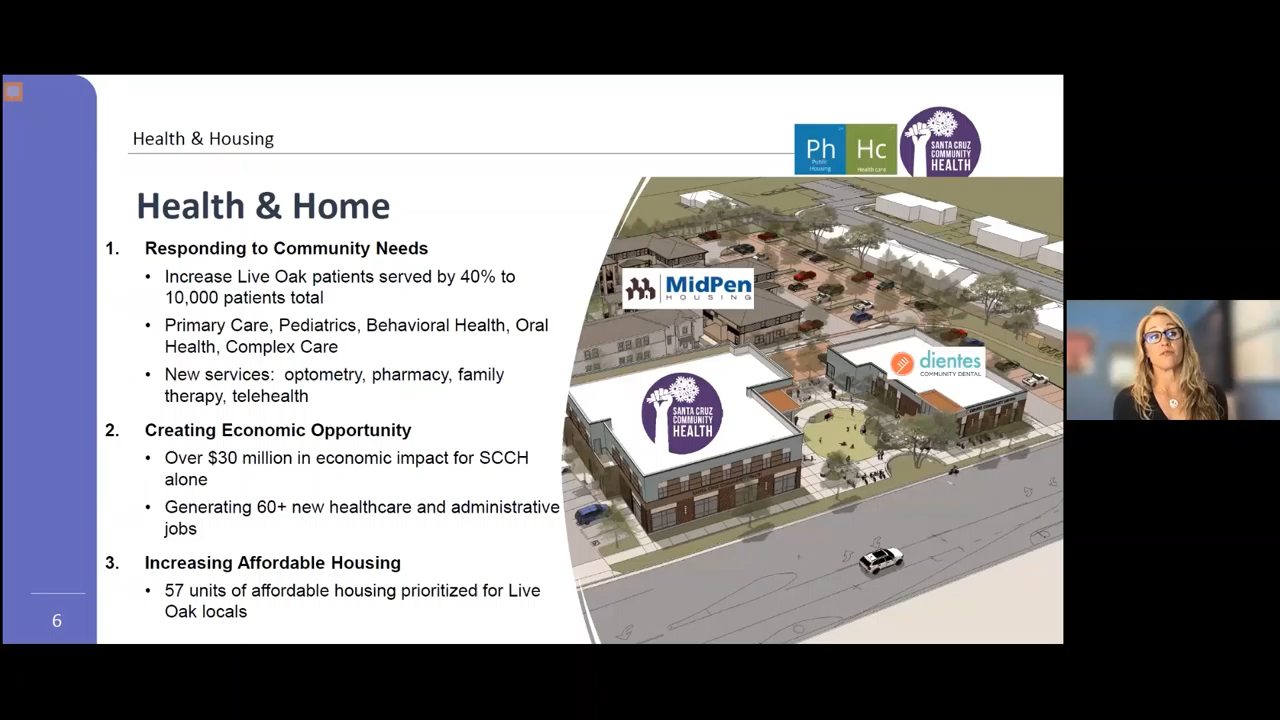 Health & Housing
Ph
Public
Housing
Hc
Health care
SANTA CRUZ
COMMUNITY
HEALTH
Health & Home
1. Responding to Community Needs
• Increase Live Oak patients served by 40% to
10,000 patients total
• Primary Care, Pediatrics, Behavioral Health, Oral
Health, Complex Care
• New services: optometry, pharmacy, family
therapy, telehealth
2. Creating Economic Opportunity
• Over $30 million in economic impact for SCCH
alone
• Generating 60+ new healthcare and administrative
jobs
3. Increasing Affordable Housing
• 57 units of affordable housing prioritized for Live
Oak locals
MidPen
HOUSING
dientes
COMMUNITY DENTAL
SANTA CRUZ
COMMUNITY
HEALTH
6